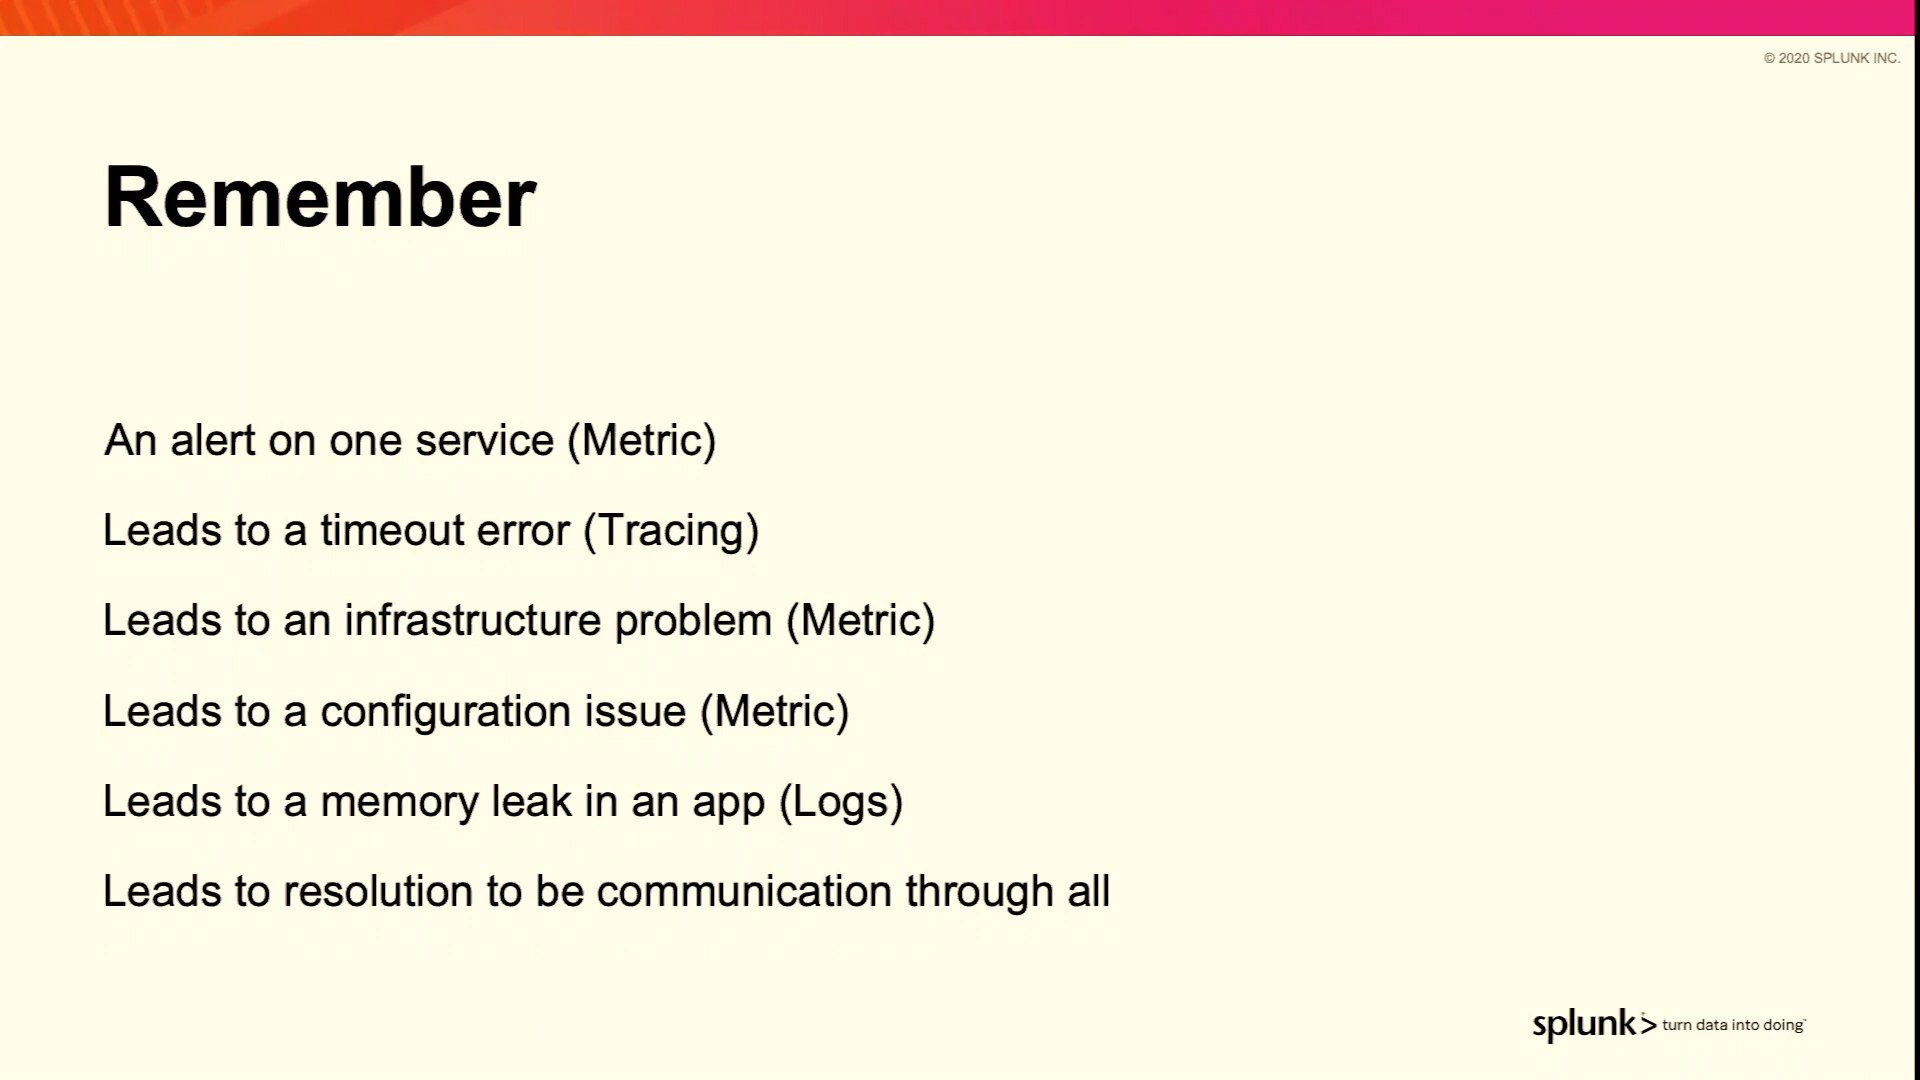 © 2020 SPLUNK INC.
Remember
An alert on one service (Metric)
Leads to a timeout error (Tracing)
Leads to an infrastructure problem (Metric)
Leads to a configuration issue (Metric)
Leads to a memory leak in an app (Logs)
Leads to resolution to be communication through all
splunk> turn data into doing™